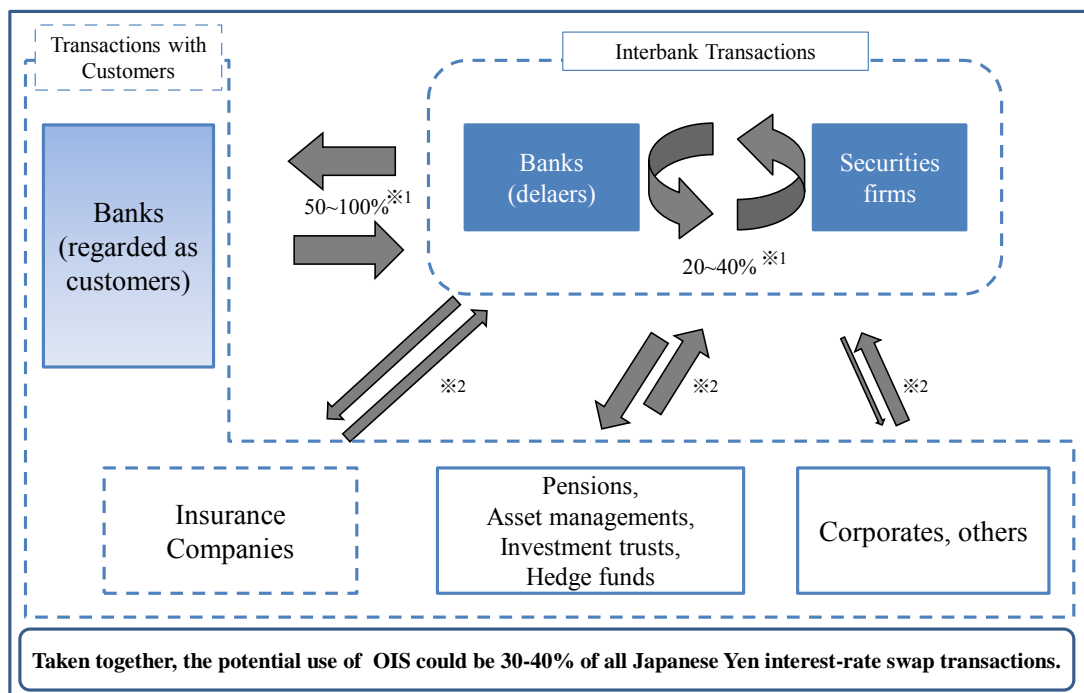 Transactions with
Customers
Interbank Transactions
Banks
(regarded as
customers)
50~100%※1
Banks
(delaers)
Securities
firms
20~40% ※1
※2
※2
※2
Insurance
Companies
Pensions,
Asset managements,
Investment trusts,
Hedge funds
Corporates, others
Taken together, the potential use of OIS could be 30-40% of all Japanese Yen interest-rate swap transactions.